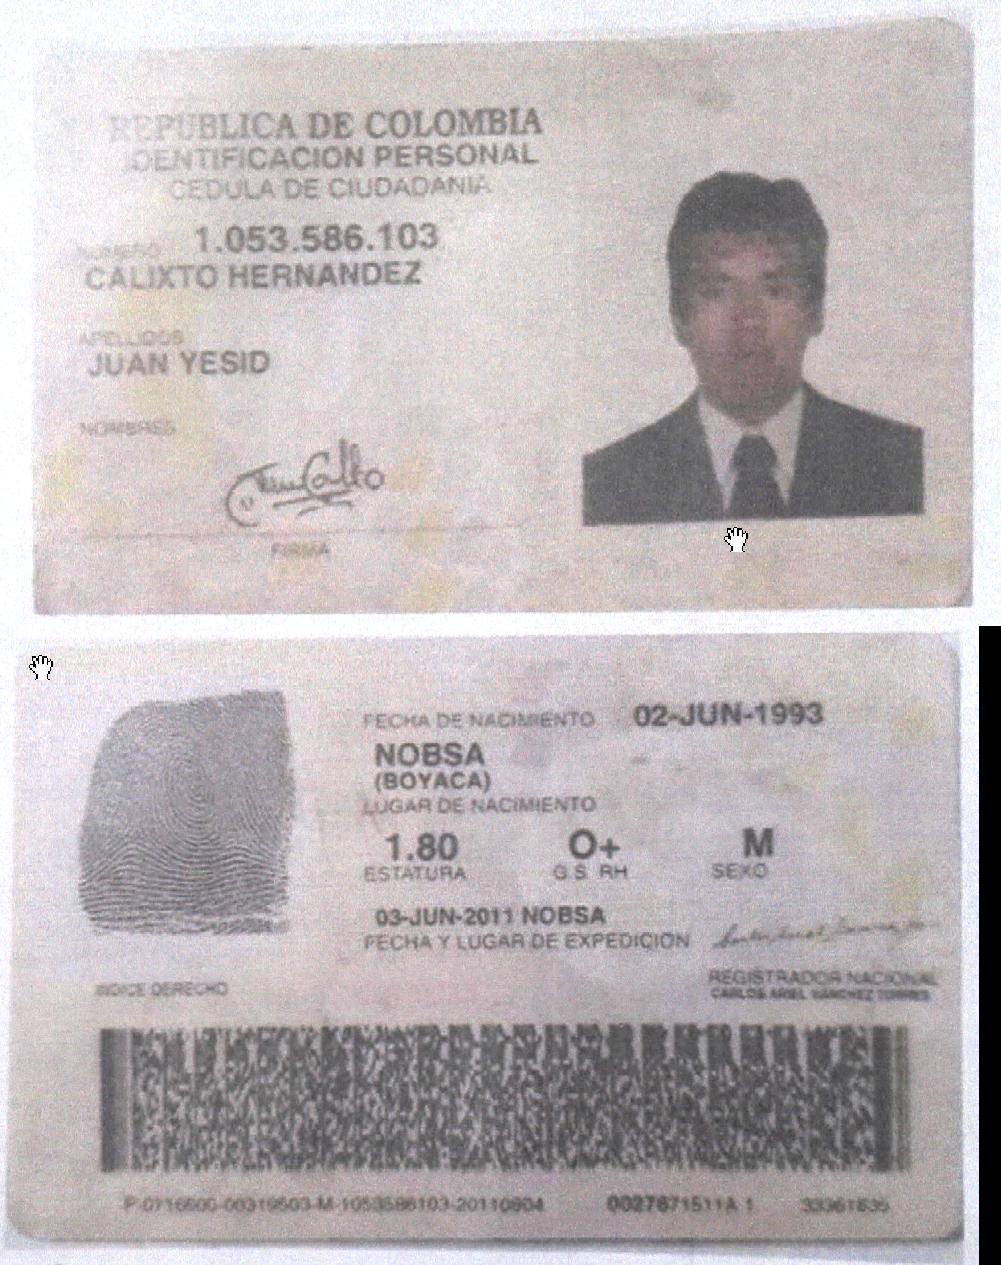 REPUBLICA DE COLOMBIA
IDENTIFICACION PERSONAL
CEDULA DE CIUDADANIA
NUMERO 1.053.586.103
CALIXTO HERNANDEZ
APELLIDOS
JUAN YESID
NOMBRES
FIRMA
FECHA DE NACIMIENTO 02-JUN-1993
NOBSA
(BOYACA)
LUGAR DE NACIMIENTO
1.80 O+ M
ESTATURA G.S. RH SEXO
03-JUN-2011 NOBSA
FECHA Y LUGAR DE EXPEDICION
INDICE DERECHO
REGISTRADOR NACIONAL
CARLOS ARIEL SANCHEZ TORRES
P-0716600-00319503-M-1053586103-20110804 0027871511A 1